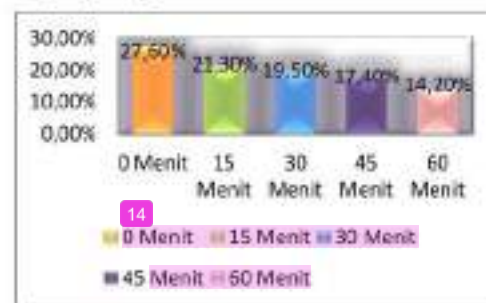 30,00%
20,00%
10,00%
0,00%
27,60% 21,30% 19,50% 17,40% 14,20%
0 Menit 15 Menit 30 Menit 45 Menit 60 Menit
14
0 Menit 15 Menit 30 Menit
45 Menit 60 Menit